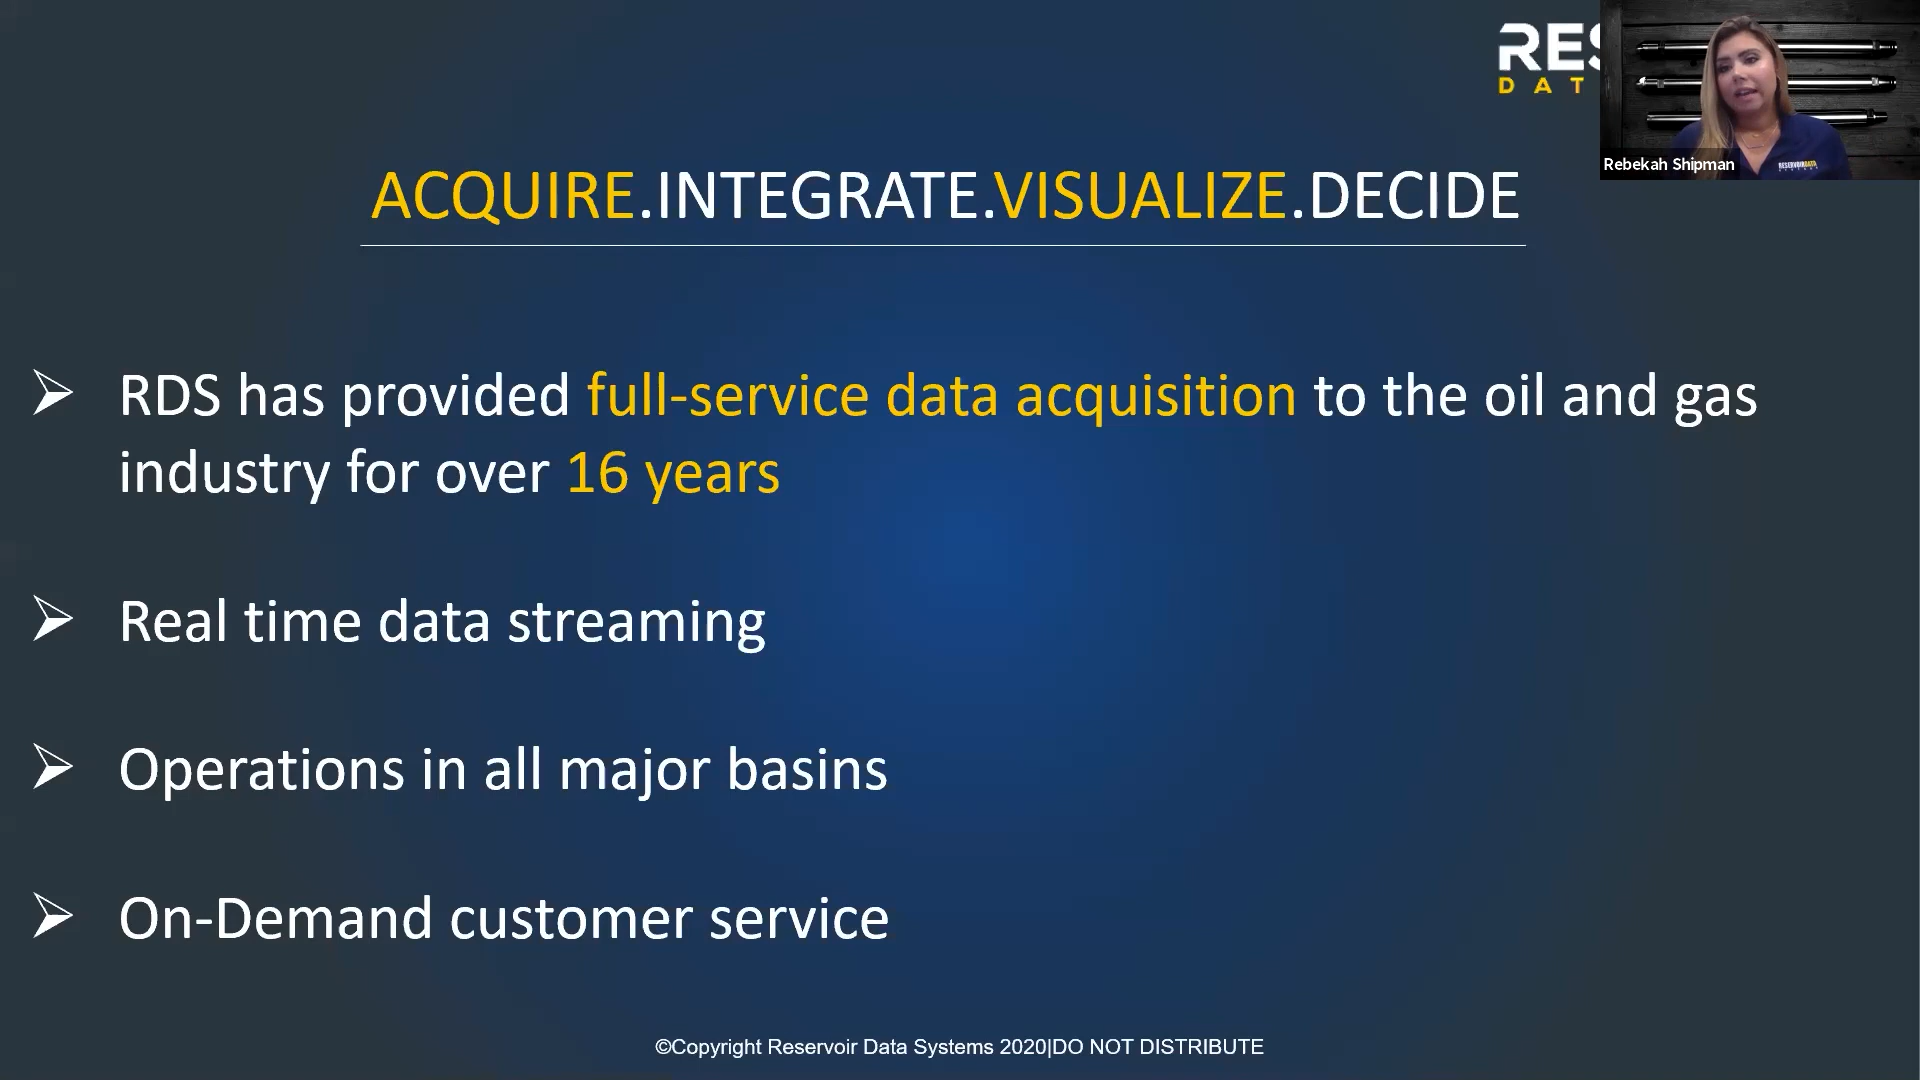 RES
DAT
Rebekah Shipman
RESERVOIRDATA
ACQUIRE.INTEGRATE.VISUALIZE.DECIDE
RDS has provided full-service data acquisition to the oil and gas
industry for over 16 years
Real time data streaming
Operations in all major basins
On-Demand customer service
©Copyright Reservoir Data Systems 2020|DO NOT DISTRIBUTE